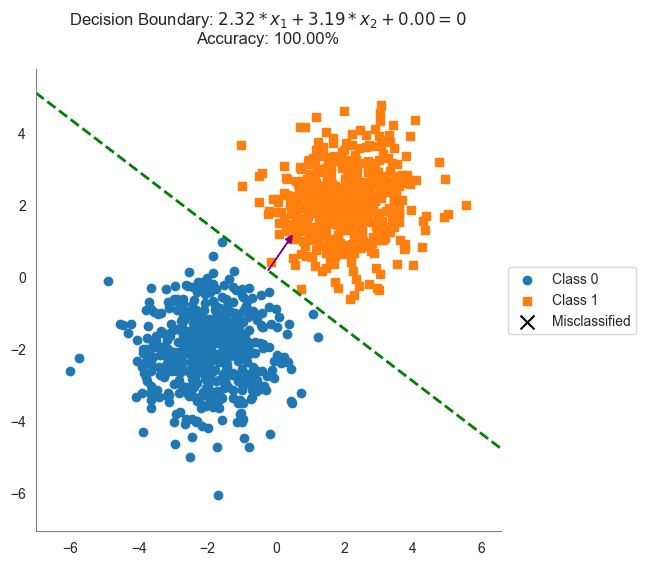 Decision Boundary: 2.32 * x₁ + 3.19 * x₂ + 0.00 = 0
Accuracy: 100.00%
4
2
0
−2
−4
−6
−6 −4 −2 0 2 4 6
Class 0
Class 1
Misclassified